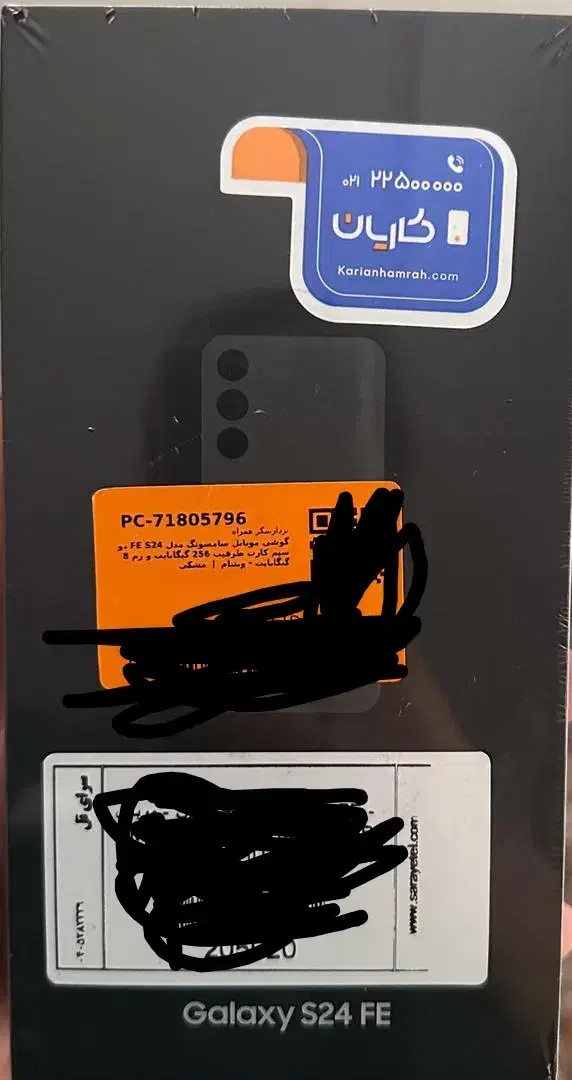 ۰۲۱ ۲۲۵۰۰۰۰۰
کاریان
Karianhamrah.com
PC-71805796
پردازشگر همراه
گوشی موبایل سامسونگ مدل FE S24 دو
سیم کارت ظرفیت 256 گیگابایت و رم 8
گیگابایت - ویتنام | مشکی
سرای تل
www.sarayetel.com
Galaxy S24 FE